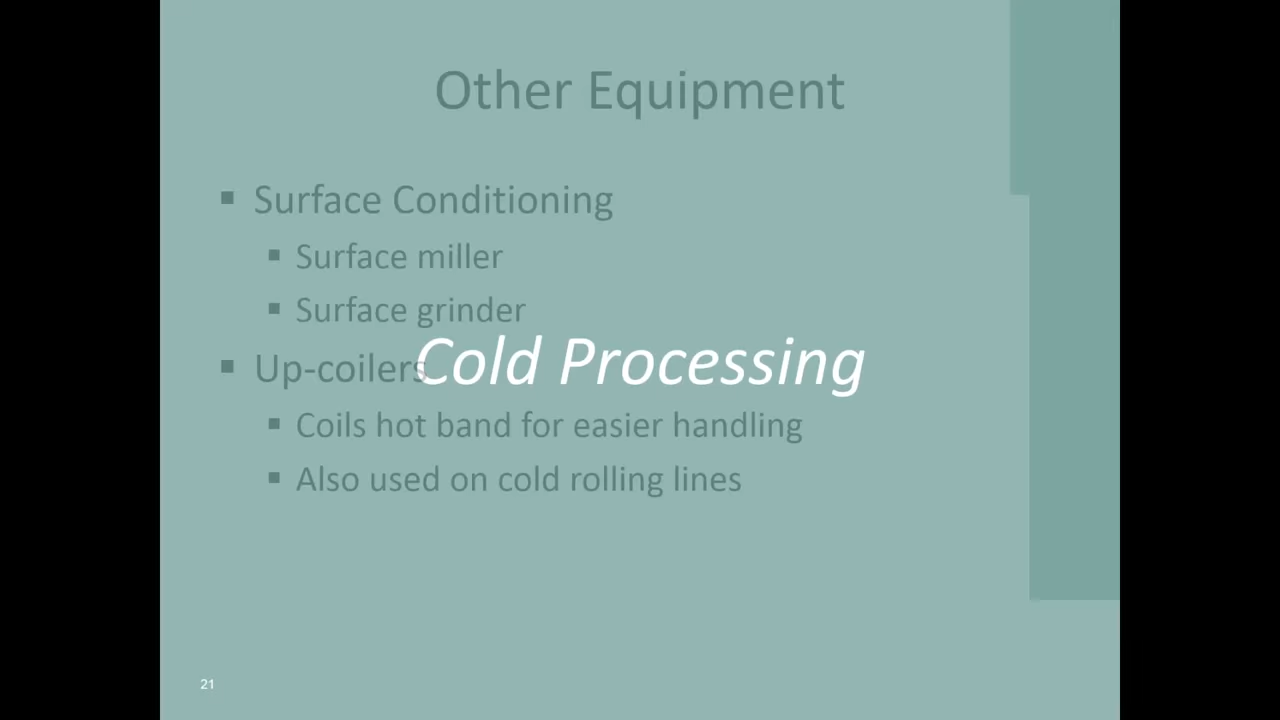 Other Equipment
▪ Surface Conditioning
▪ Surface miller
▪ Surface grinder
▪ Up-coilers
Cold Processing
▪ Coils hot band for easier handling
▪ Also used on cold rolling lines
21